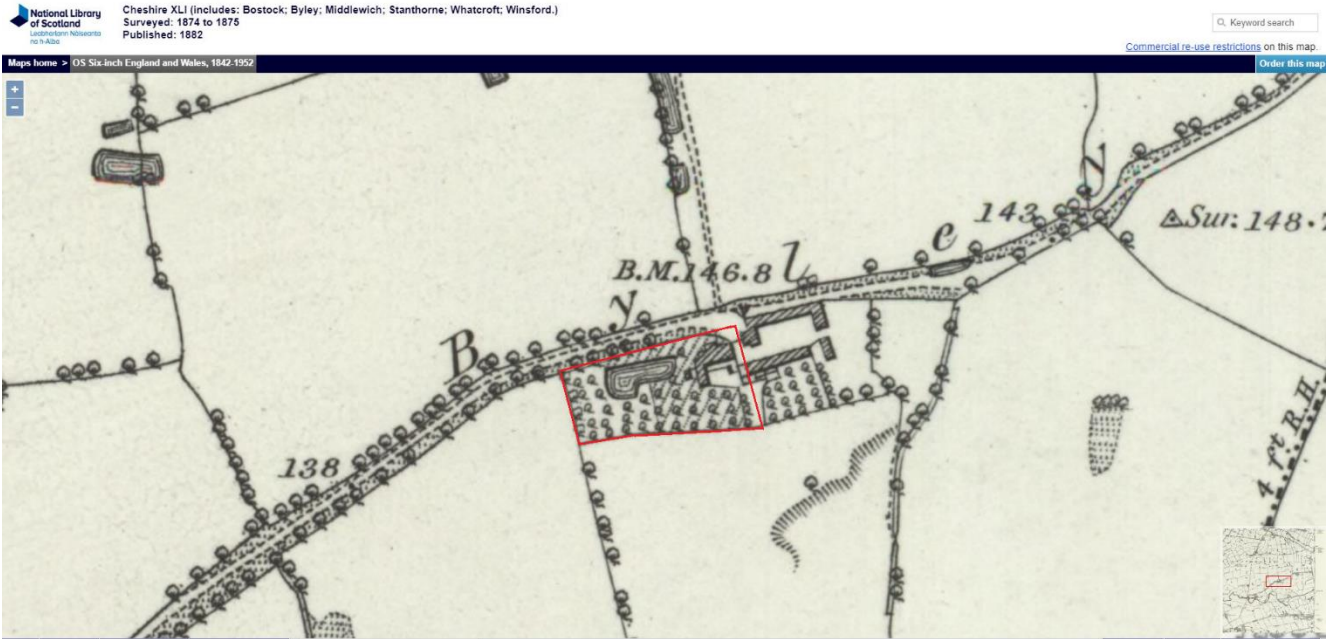 National Library
of Scotland
Leabharlann Nàiseanta
na h-Alba
Cheshire XLI (includes: Bostock; Byley; Middlewich; Stanthorne; Whatcroft; Winsford.)
Surveyed: 1874 to 1875
Published: 1882
Keyword search
Commercial re-use restrictions on this map.
Maps home > OS Six-inch England and Wales, 1842-1952
Order this map
+
−
143
Sur: 148.7
B.M.146.8
B y l e y
138
4 ft. R.H.